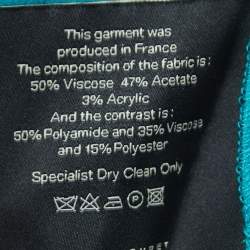 This garment was
produced in France
The composition of the fabric is:
50% Viscose 47% Acetate
3% Acrylic
And the contrast is:
50% Polyamide and 35% Viscose
and 15% Polyester
Specialist Dry Clean Only
P